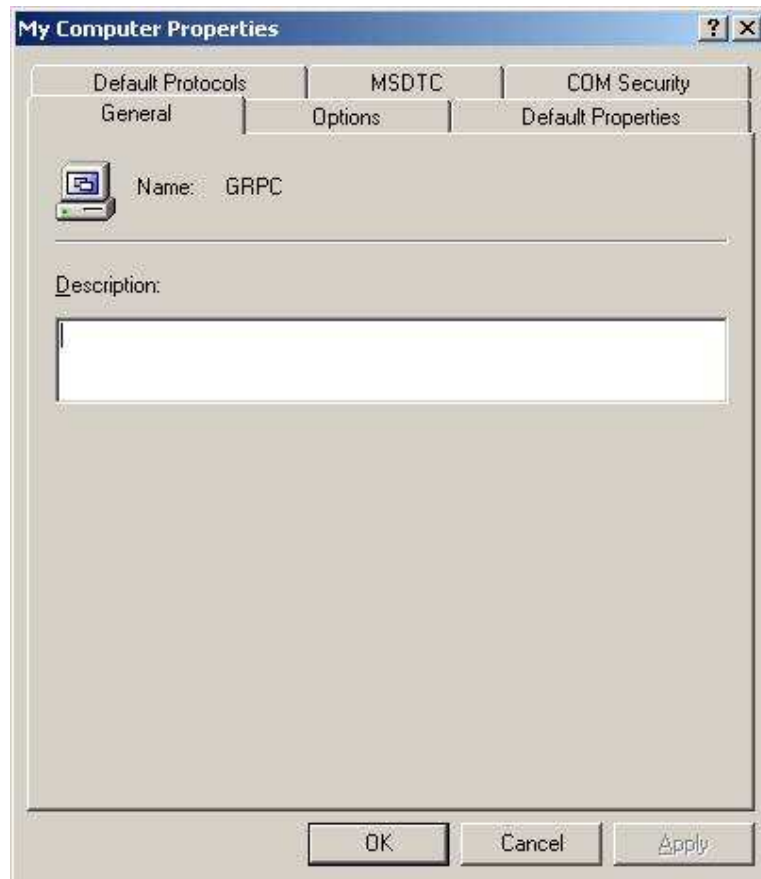 My Computer Properties ? ×
Default Protocols MSDTC COM Security
General Options Default Properties
Name: GRPC
Description:
OK Cancel Apply